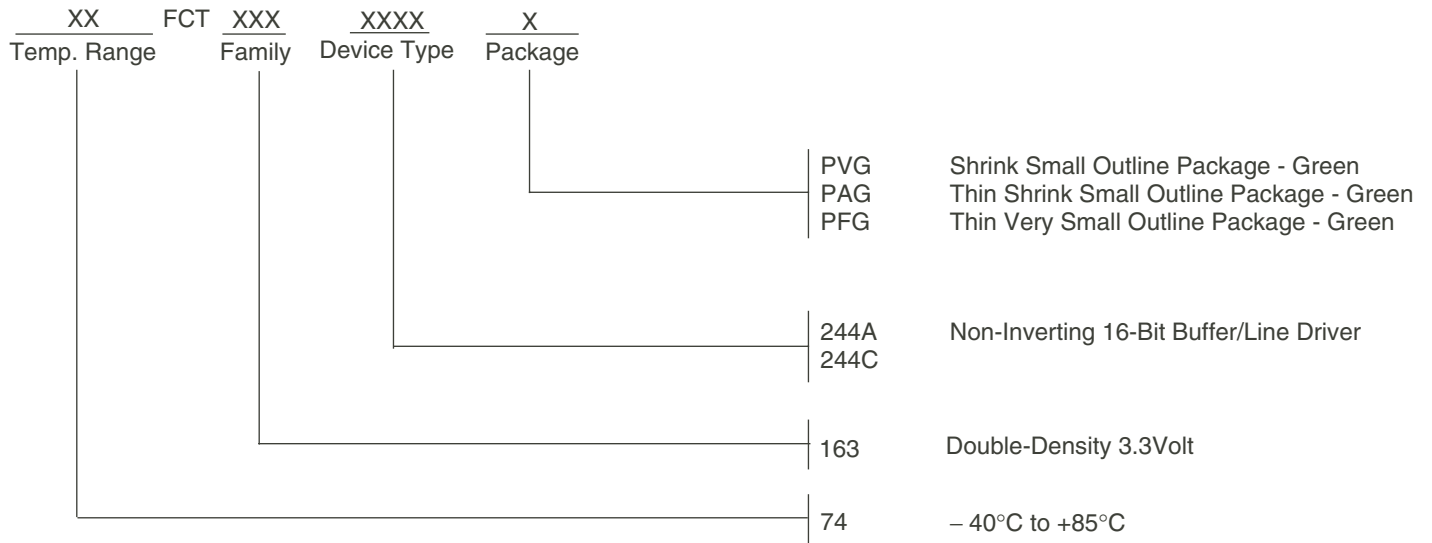 XX FCT XXX XXXX X
Temp. Range Family Device Type Package
PVG Shrink Small Outline Package - Green
PAG Thin Shrink Small Outline Package - Green
PFG Thin Very Small Outline Package - Green
244A Non-Inverting 16-Bit Buffer/Line Driver
244C
163 Double-Density 3.3Volt
74 – 40°C to +85°C